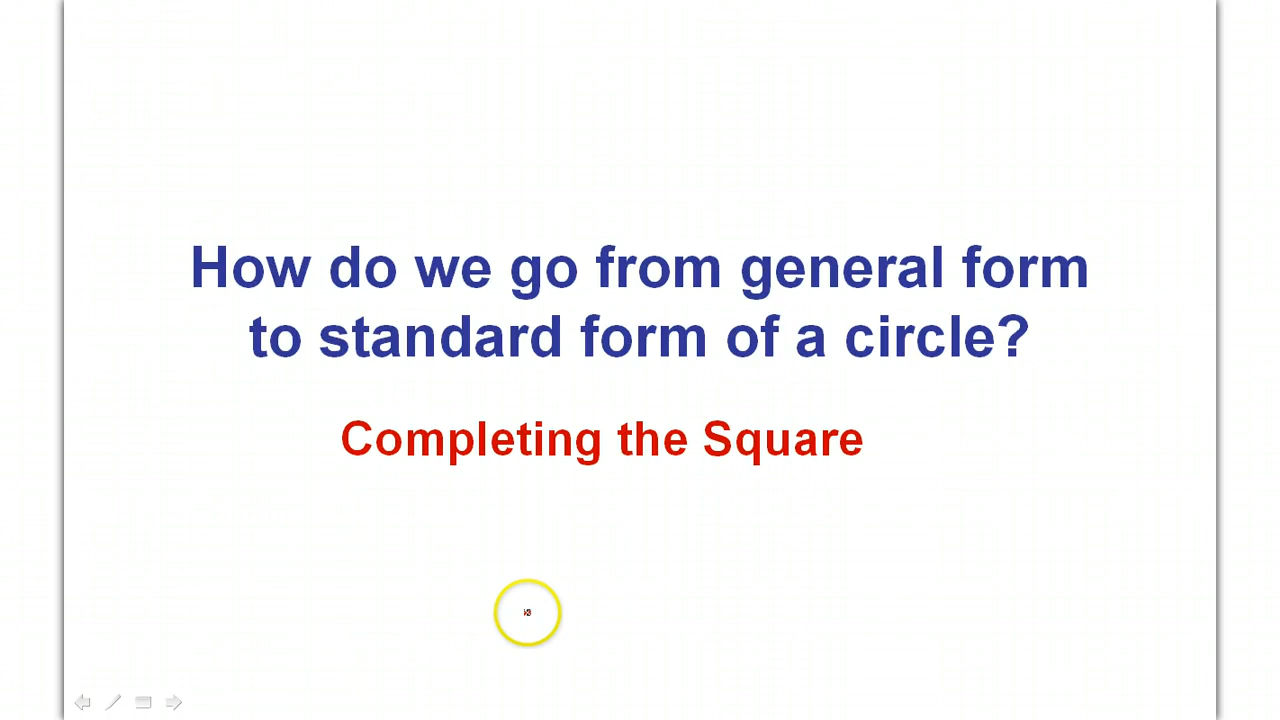 How do we go from general form
to standard form of a circle?
Completing the Square